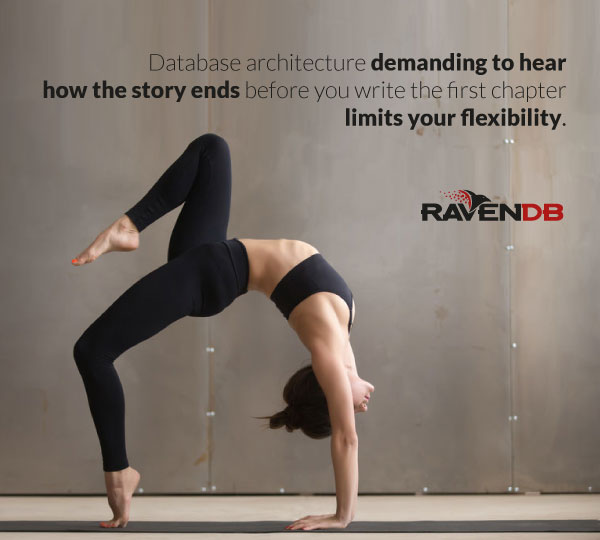 Database architecture demanding to hear
how the story ends before you write the first chapter
limits your flexibility.
RAVENDB